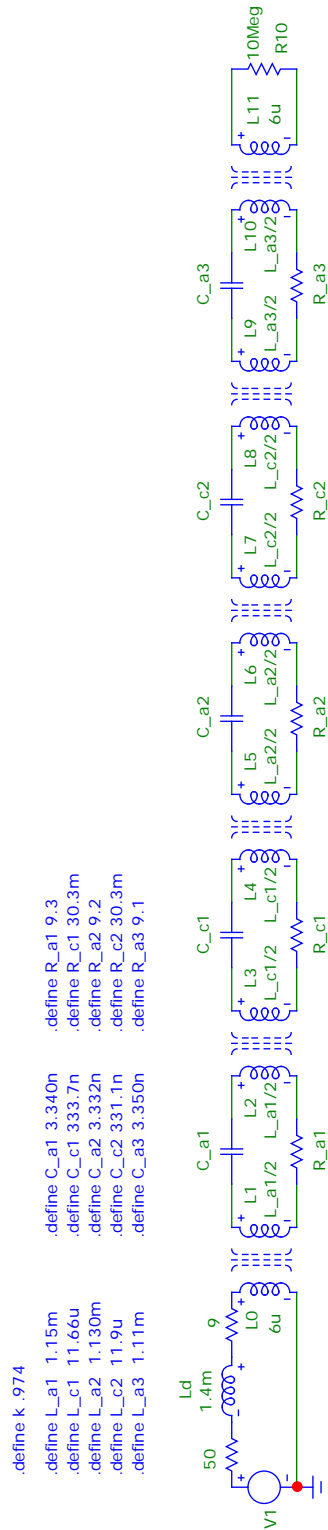 .define k .974
.define L_a1 1.15m
.define L_c1 11.66u
.define L_a2 1.130m
.define L_c2 11.9u
.define L_a3 1.11m
.define C_a1 3.340n
.define C_c1 333.7n
.define C_a2 3.332n
.define C_c2 331.1n
.define C_a3 3.350n
.define R_a1 9.3
.define R_c1 30.3m
.define R_a2 9.2
.define R_c2 30.3m
.define R_a3 9.1
V1
50
Ld
1.4m
9
L0
6u
C_a1
L1
L_a1/2
L2
L_a1/2
R_a1
C_c1
L3
L_c1/2
L4
L_c1/2
R_c1
C_a2
L5
L_a2/2
L6
L_a2/2
R_a2
C_c2
L7
L_c2/2
L8
L_c2/2
R_c2
C_a3
L9
L_a3/2
L10
L_a3/2
R_a3
L11
6u
10Meg
R10